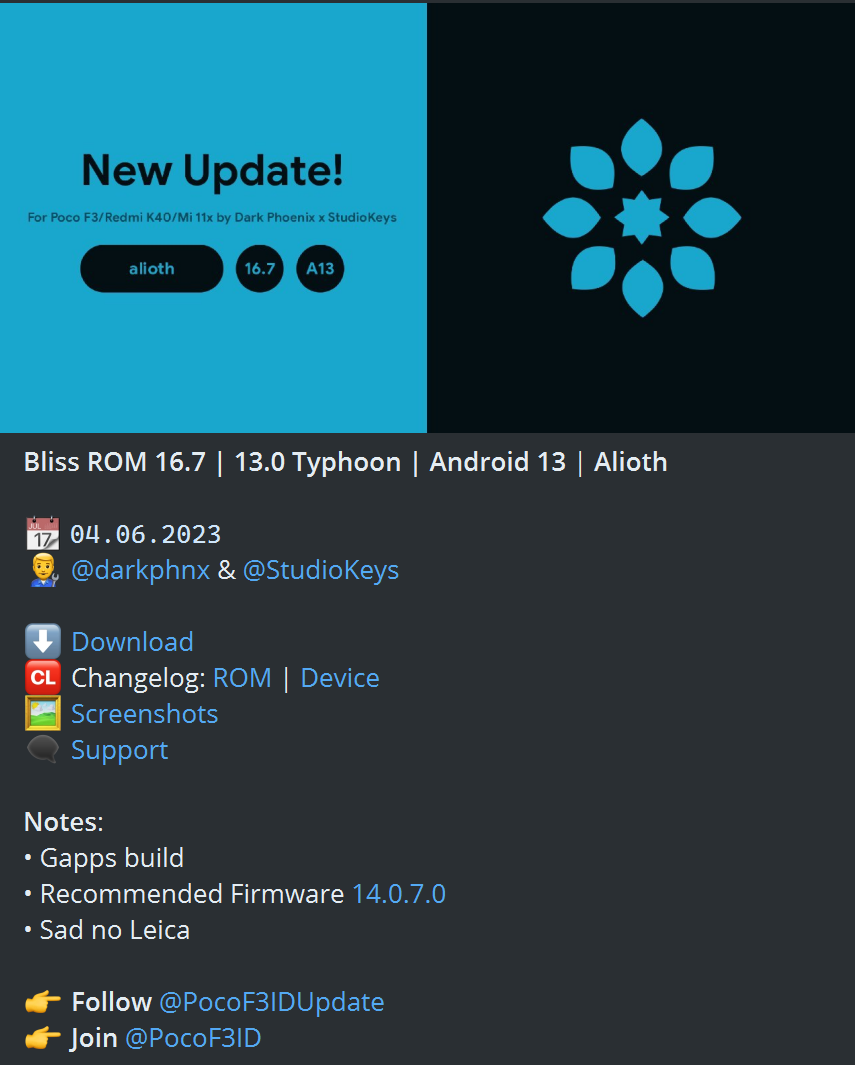 New Update!
For Poco F3/Redmi K40/Mi 11x by Dark Phoenix x StudioKeys
alioth 16.7 A13
Bliss ROM 16.7 | 13.0 Typhoon | Android 13 | Alioth
JUL 17 04.06.2023
@darkphnx & @StudioKeys
Download
CL Changelog: ROM | Device
Screenshots
Support
Notes:
• Gapps build
• Recommended Firmware 14.0.7.0
• Sad no Leica
Follow @PocoF3IDUpdate
Join @PocoF3ID